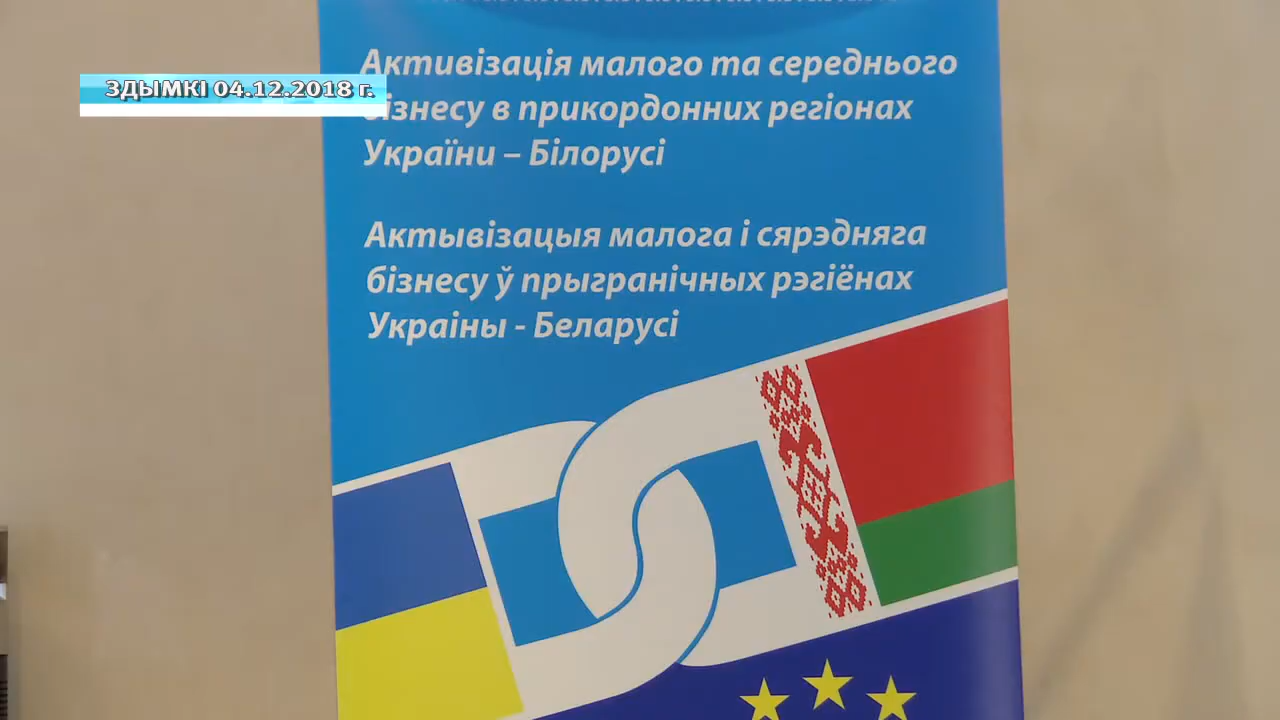 ЗДЫМКІ 04.12.2018 г.
Активізація малого та середнього
бізнесу в прикордонних регіонах
України – Білорусі
Актывізацыя малога і сярэдняга
бізнесу ў прыгранічных рэгіёнах
Украіны - Беларусі